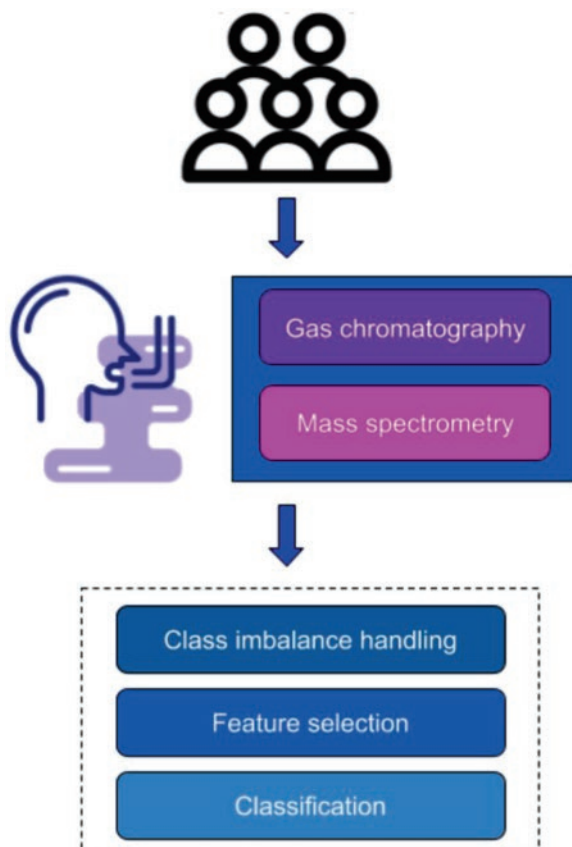 Gas chromatography
Mass spectrometry
Class imbalance handling
Feature selection
Classification